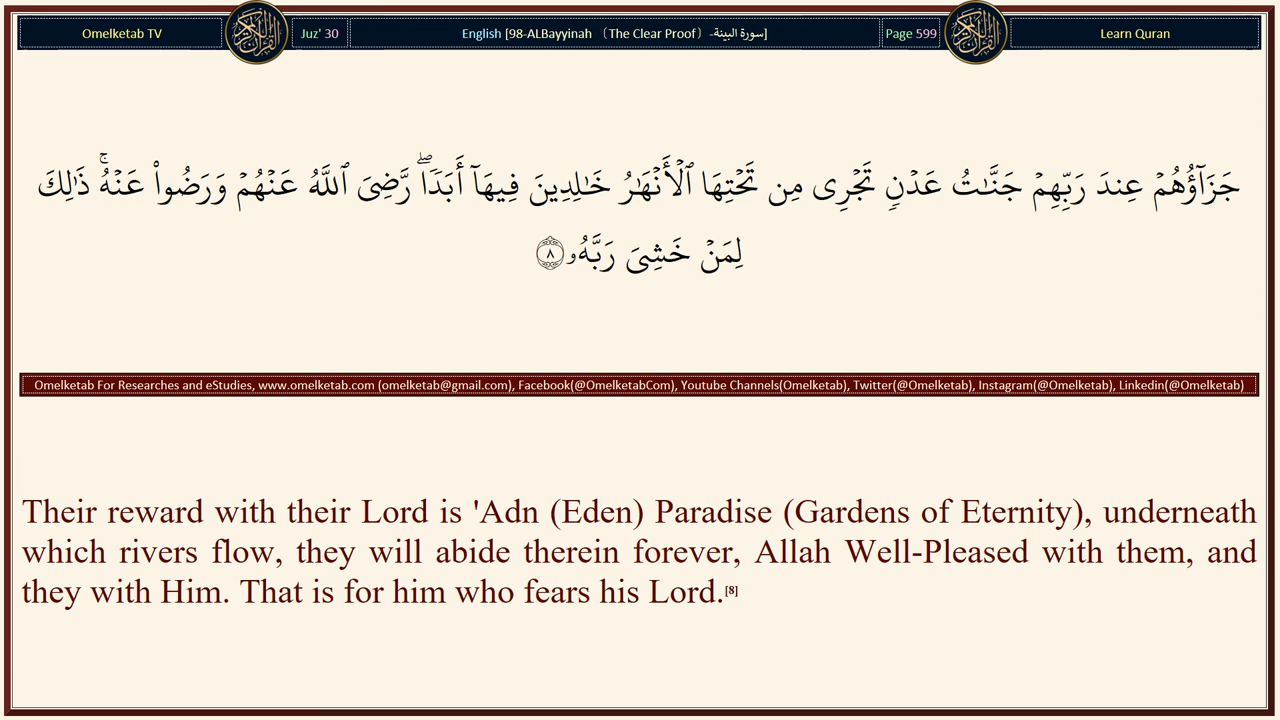 Omelketab TV
Juz' 30
English [98-ALBayyinah （The Clear Proof）-سورة البينة]
Page 599
Learn Quran
جَزَآؤُهُمۡ عِندَ رَبِّهِمۡ جَنَّٰتُ عَدۡنٖ تَجۡرِى مِن تَحۡتِهَا ٱلۡأَنۡهَٰرُ خَٰلِدِينَ فِيهَآ أَبَدٗاۖ رَّضِىَ ٱللَّهُ عَنۡهُمۡ وَرَضُواْ عَنۡهُۚ ذَٰلِكَ
لِمَنۡ خَشِىَ رَبَّهُۥ ٨
Omelketab For Researches and eStudies, www.omelketab.com (omelketab@gmail.com), Facebook(@OmelketabCom), Youtube Channels(Omelketab), Twitter(@Omelketab), Instagram(@Omelketab), Linkedin(@Omelketab)
Their reward with their Lord is 'Adn (Eden) Paradise (Gardens of Eternity), underneath
which rivers flow, they will abide therein forever, Allah Well-Pleased with them, and
they with Him. That is for him who fears his Lord.[8]